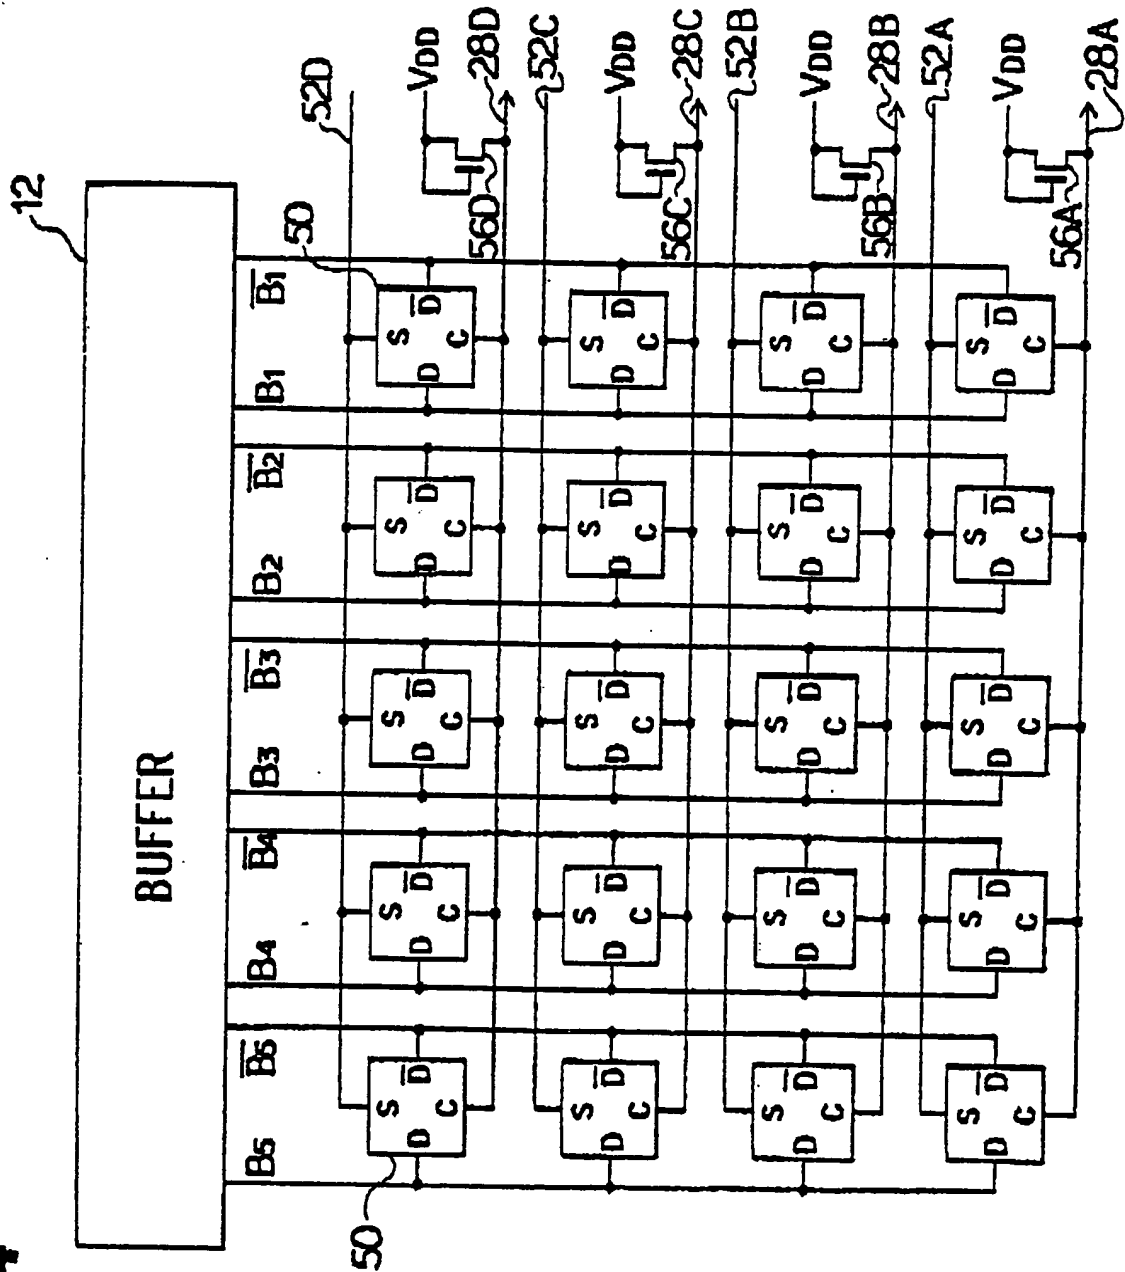 12
BUFFER
B5 B̅5̅ B4 B̅4̅ B3 B̅3̅ B2 B̅2̅ B1 B̅1̅
50 50
52D
S S S S S
D D̅ D D̅ D D̅ D D̅ D D̅
C C C C C
VDD
56D
28D
52C
S S S S S
D D̅ D D̅ D D̅ D D̅ D D̅
C C C C C
VDD
56C
28C
52B
S S S S S
D D̅ D D̅ D D̅ D D̅ D D̅
C C C C C
VDD
56B
28B
52A
S S S S S
D D̅ D D̅ D D̅ D D̅ D D̅
C C C C C
VDD
56A
28A